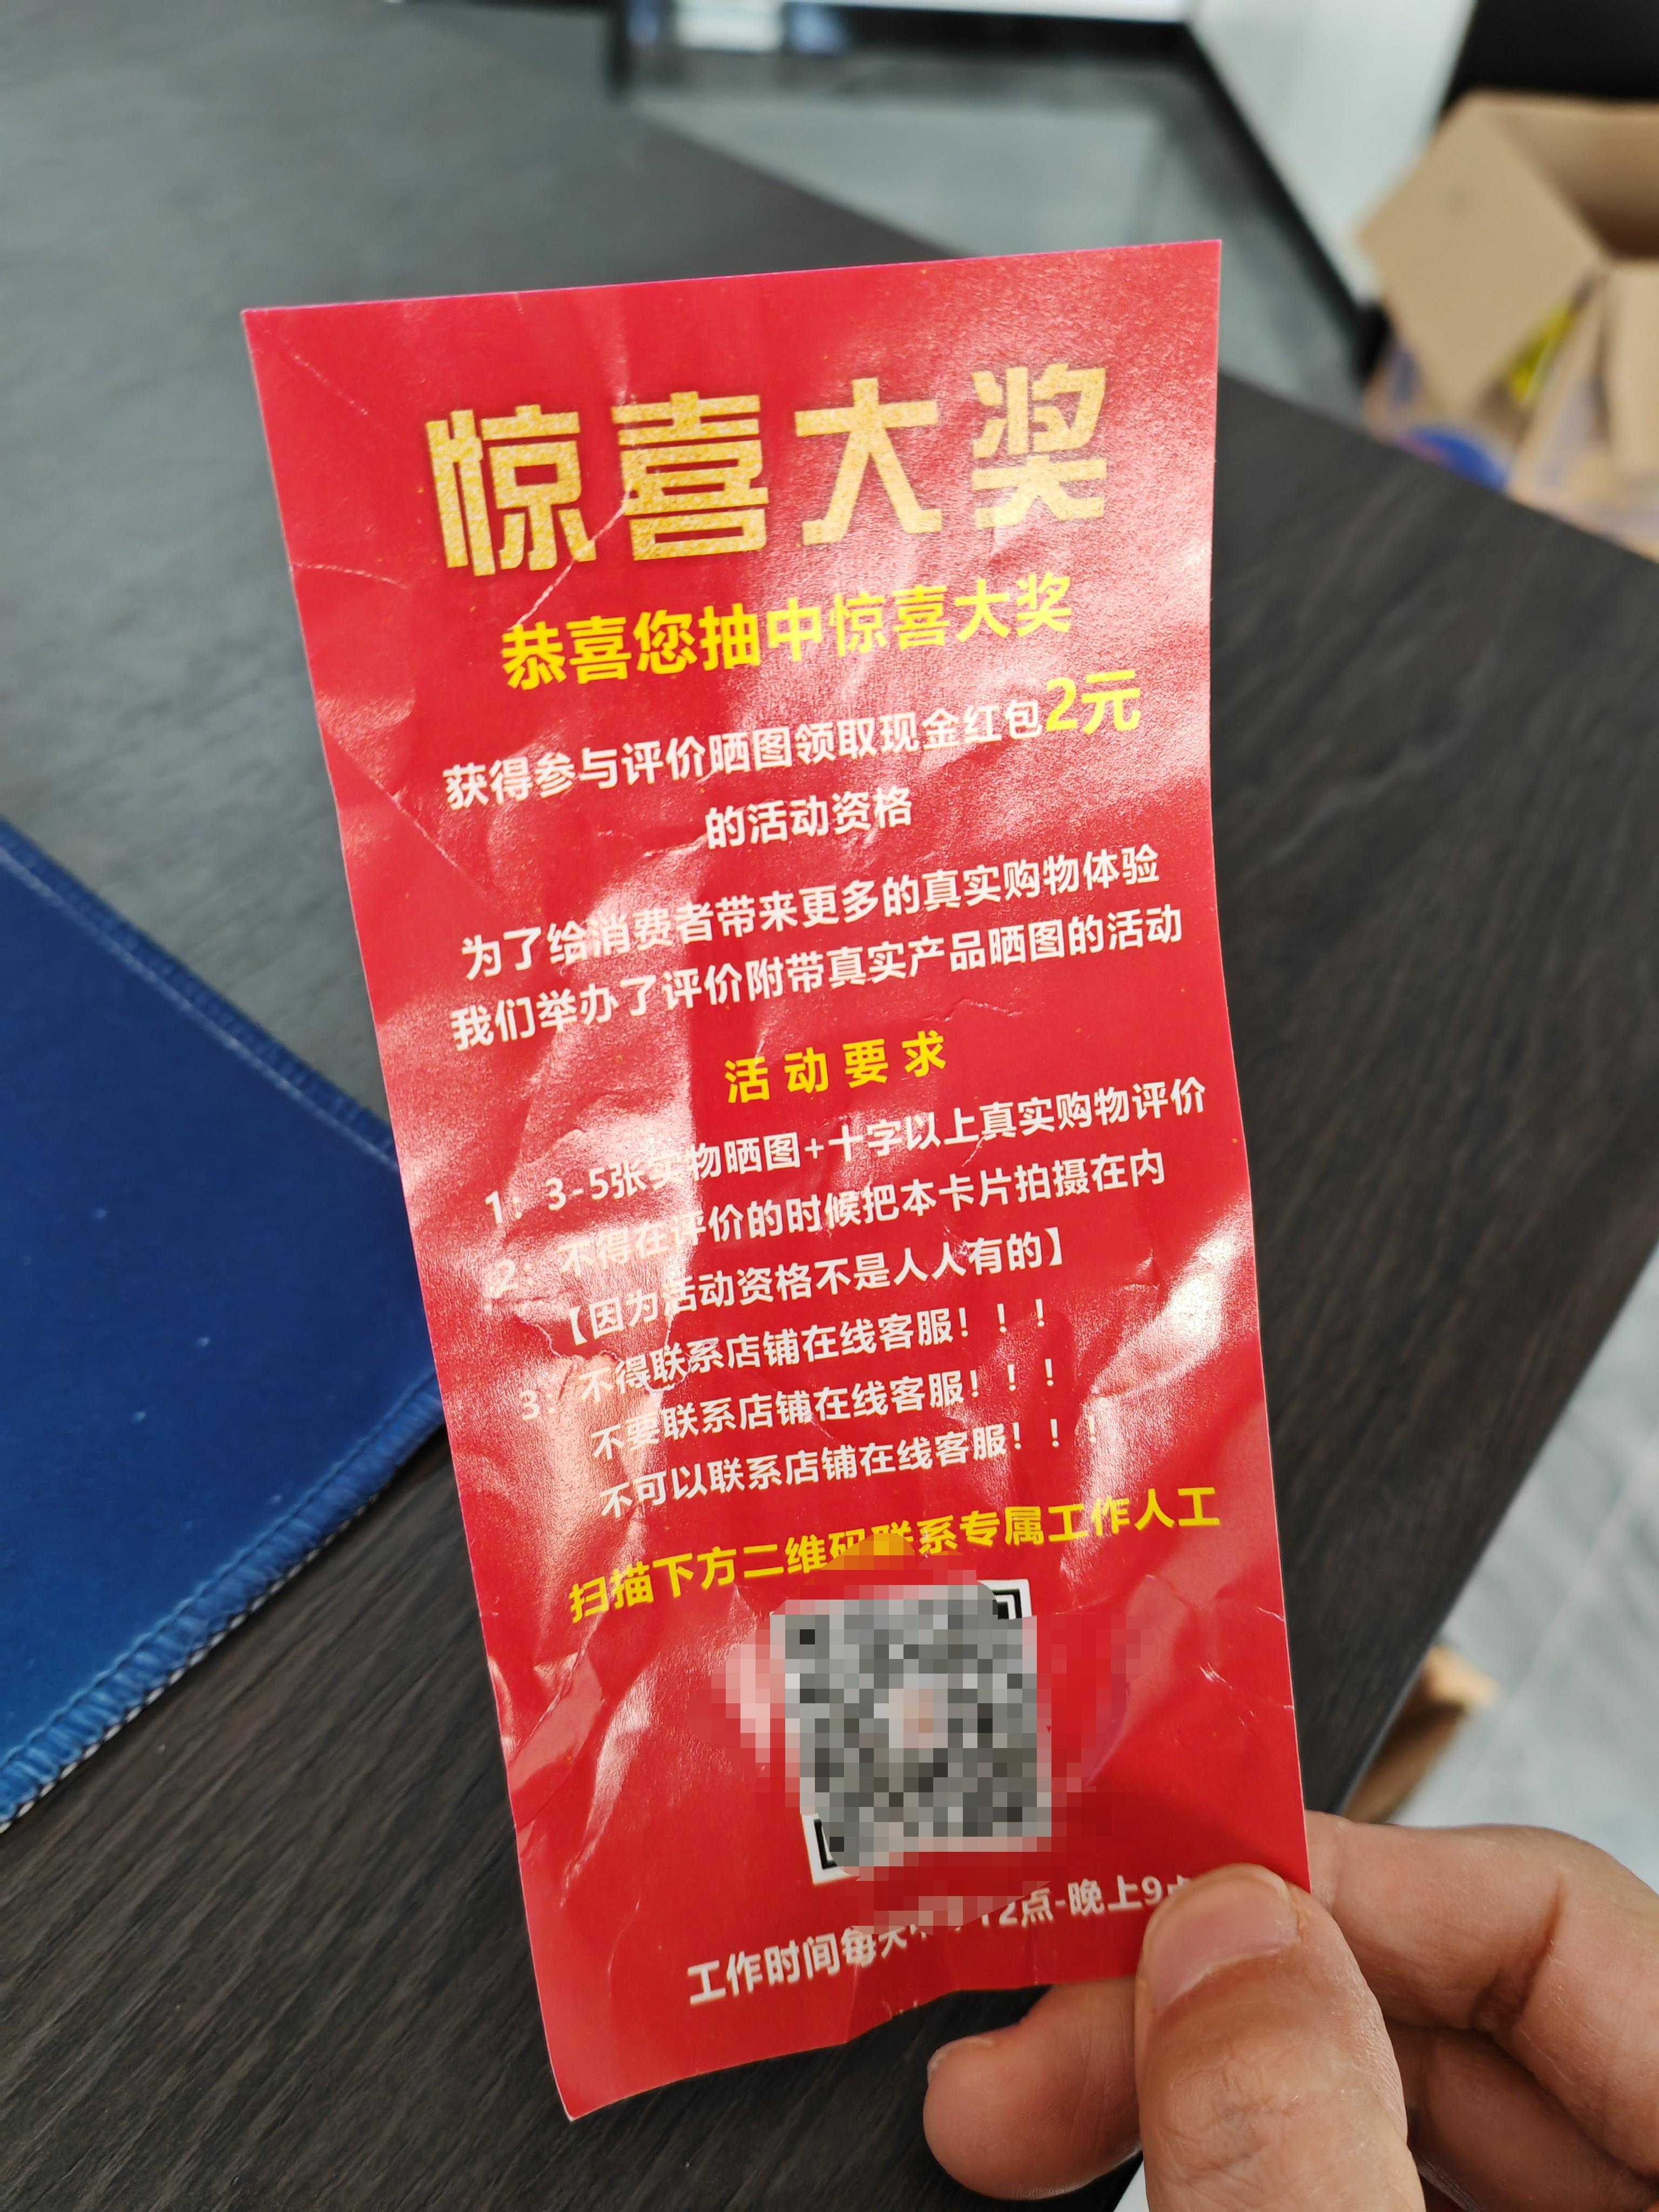 惊喜大奖
恭喜您抽中惊喜大奖
获得参与评价晒图领取现金红包2元
的活动资格
为了给消费者带来更多的真实购物体验
我们举办了评价附带真实产品晒图的活动
活动要求
1：3-5张实物晒图+十字以上真实购物评价
2：不得在评价的时候把本卡片拍摄在内
【因为活动资格不是人人有的】
3：不得联系店铺在线客服！！！
不要联系店铺在线客服！！！
不可以联系店铺在线客服！！！
扫描下方二维码联系专属工作人工
工作时间每天 12点-晚上9点